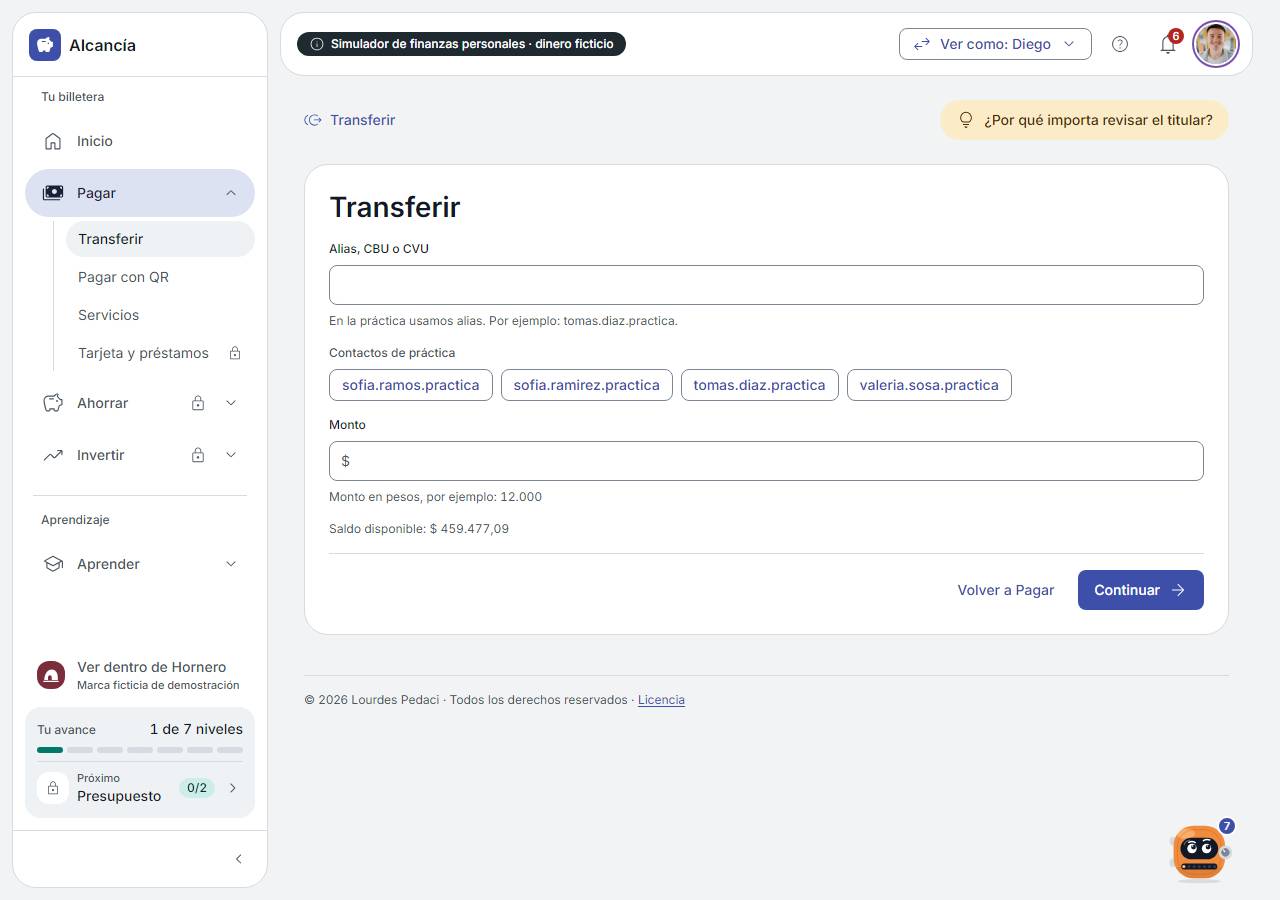 Alcancía
Tu billetera
Inicio
Pagar
Transferir
Pagar con QR
Servicios
Tarjeta y préstamos
Ahorrar
Invertir
Aprendizaje
Aprender
Ver dentro de Hornero
Marca ficticia de demostración
Tu avance
1 de 7 niveles
Próximo
Presupuesto
0/2
Simulador de finanzas personales · dinero ficticio
Ver como: Diego
6
Transferir
¿Por qué importa revisar el titular?
Transferir
Alias, CBU o CVU
En la práctica usamos alias. Por ejemplo: tomas.diaz.practica.
Contactos de práctica
sofia.ramos.practica
sofia.ramirez.practica
tomas.diaz.practica
valeria.sosa.practica
Monto
$
Monto en pesos, por ejemplo: 12.000
Saldo disponible: $ 459.477,09
Volver a Pagar
Continuar
© 2026 Lourdes Pedaci · Todos los derechos reservados · Licencia
7